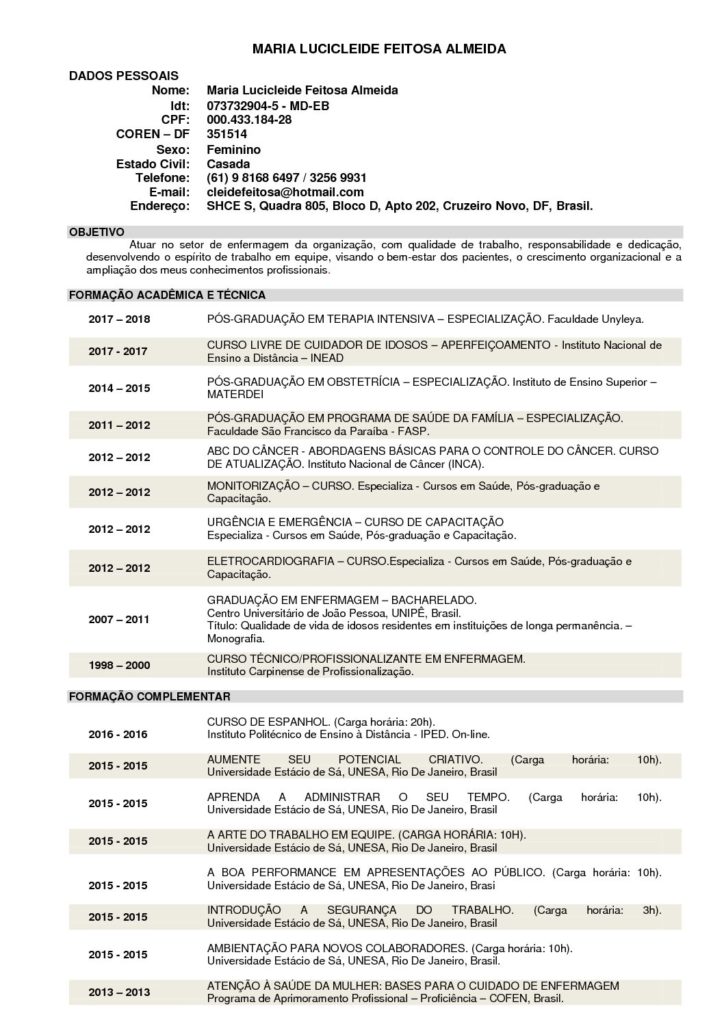 MARIA LUCICLEIDE FEITOSA ALMEIDA
DADOS PESSOAIS
Nome: Maria Lucicleide Feitosa Almeida
Idt: 073732904-5 - MD-EB
CPF: 000.433.184-28
COREN – DF 351514
Sexo: Feminino
Estado Civil: Casada
Telefone: (61) 9 8168 6497 / 3256 9931
E-mail: cleidefeitosa@hotmail.com
Endereço: SHCE S, Quadra 805, Bloco D, Apto 202, Cruzeiro Novo, DF, Brasil.
OBJETIVO
Atuar no setor de enfermagem da organização, com qualidade de trabalho, responsabilidade e dedicação,
desenvolvendo o espírito de trabalho em equipe, visando o bem-estar dos pacientes, o crescimento organizacional e a
ampliação dos meus conhecimentos profissionais.
FORMAÇÃO ACADÊMICA E TÉCNICA
2017 – 2018 PÓS-GRADUAÇÃO EM TERAPIA INTENSIVA – ESPECIALIZAÇÃO. Faculdade Unyleya.
2017 - 2017 CURSO LIVRE DE CUIDADOR DE IDOSOS – APERFEIÇOAMENTO - Instituto Nacional de
Ensino a Distância – INEAD
2014 – 2015 PÓS-GRADUAÇÃO EM OBSTETRÍCIA – ESPECIALIZAÇÃO. Instituto de Ensino Superior –
MATERDEI
2011 – 2012 PÓS-GRADUAÇÃO EM PROGRAMA DE SAÚDE DA FAMÍLIA – ESPECIALIZAÇÃO.
Faculdade São Francisco da Paraíba - FASP.
2012 – 2012 ABC DO CÂNCER - ABORDAGENS BÁSICAS PARA O CONTROLE DO CÂNCER. CURSO
DE ATUALIZAÇÃO. Instituto Nacional de Câncer (INCA).
2012 – 2012 MONITORIZAÇÃO – CURSO. Especializa - Cursos em Saúde, Pós-graduação e
Capacitação.
2012 – 2012 URGÊNCIA E EMERGÊNCIA – CURSO DE CAPACITAÇÃO
Especializa - Cursos em Saúde, Pós-graduação e Capacitação.
2012 – 2012 ELETROCARDIOGRAFIA – CURSO.Especializa - Cursos em Saúde, Pós-graduação e
Capacitação.
2007 – 2011 GRADUAÇÃO EM ENFERMAGEM – BACHARELADO.
Centro Universitário de João Pessoa, UNIPÊ, Brasil.
Título: Qualidade de vida de idosos residentes em instituições de longa permanência. –
Monografia.
1998 – 2000 CURSO TÉCNICO/PROFISSIONALIZANTE EM ENFERMAGEM.
Instituto Carpinense de Profissionalização.
FORMAÇÃO COMPLEMENTAR
2016 - 2016 CURSO DE ESPANHOL. (Carga horária: 20h).
Instituto Politécnico de Ensino à Distância - IPED. On-line.
2015 - 2015 AUMENTE SEU POTENCIAL CRIATIVO. (Carga horária: 10h).
Universidade Estácio de Sá, UNESA, Rio De Janeiro, Brasil
2015 - 2015 APRENDA A ADMINISTRAR O SEU TEMPO. (Carga horária: 10h).
Universidade Estácio de Sá, UNESA, Rio De Janeiro, Brasil
2015 - 2015 A ARTE DO TRABALHO EM EQUIPE. (CARGA HORÁRIA: 10H).
Universidade Estácio de Sá, UNESA, Rio De Janeiro, Brasil
2015 - 2015 A BOA PERFORMANCE EM APRESENTAÇÕES AO PÚBLICO. (Carga horária: 10h).
Universidade Estácio de Sá, UNESA, Rio De Janeiro, Brasi
2015 - 2015 INTRODUÇÃO A SEGURANÇA DO TRABALHO. (Carga horária: 3h).
Universidade Estácio de Sá, UNESA, Rio De Janeiro, Brasil
2015 - 2015 AMBIENTAÇÃO PARA NOVOS COLABORADORES. (Carga horária: 10h).
Universidade Estácio de Sá, UNESA, Rio De Janeiro, Brasil.
2013 – 2013 ATENÇÃO À SAÚDE DA MULHER: BASES PARA O CUIDADO DE ENFERMAGEM
Programa de Aprimoramento Profissional – Proficiência – COFEN, Brasil.